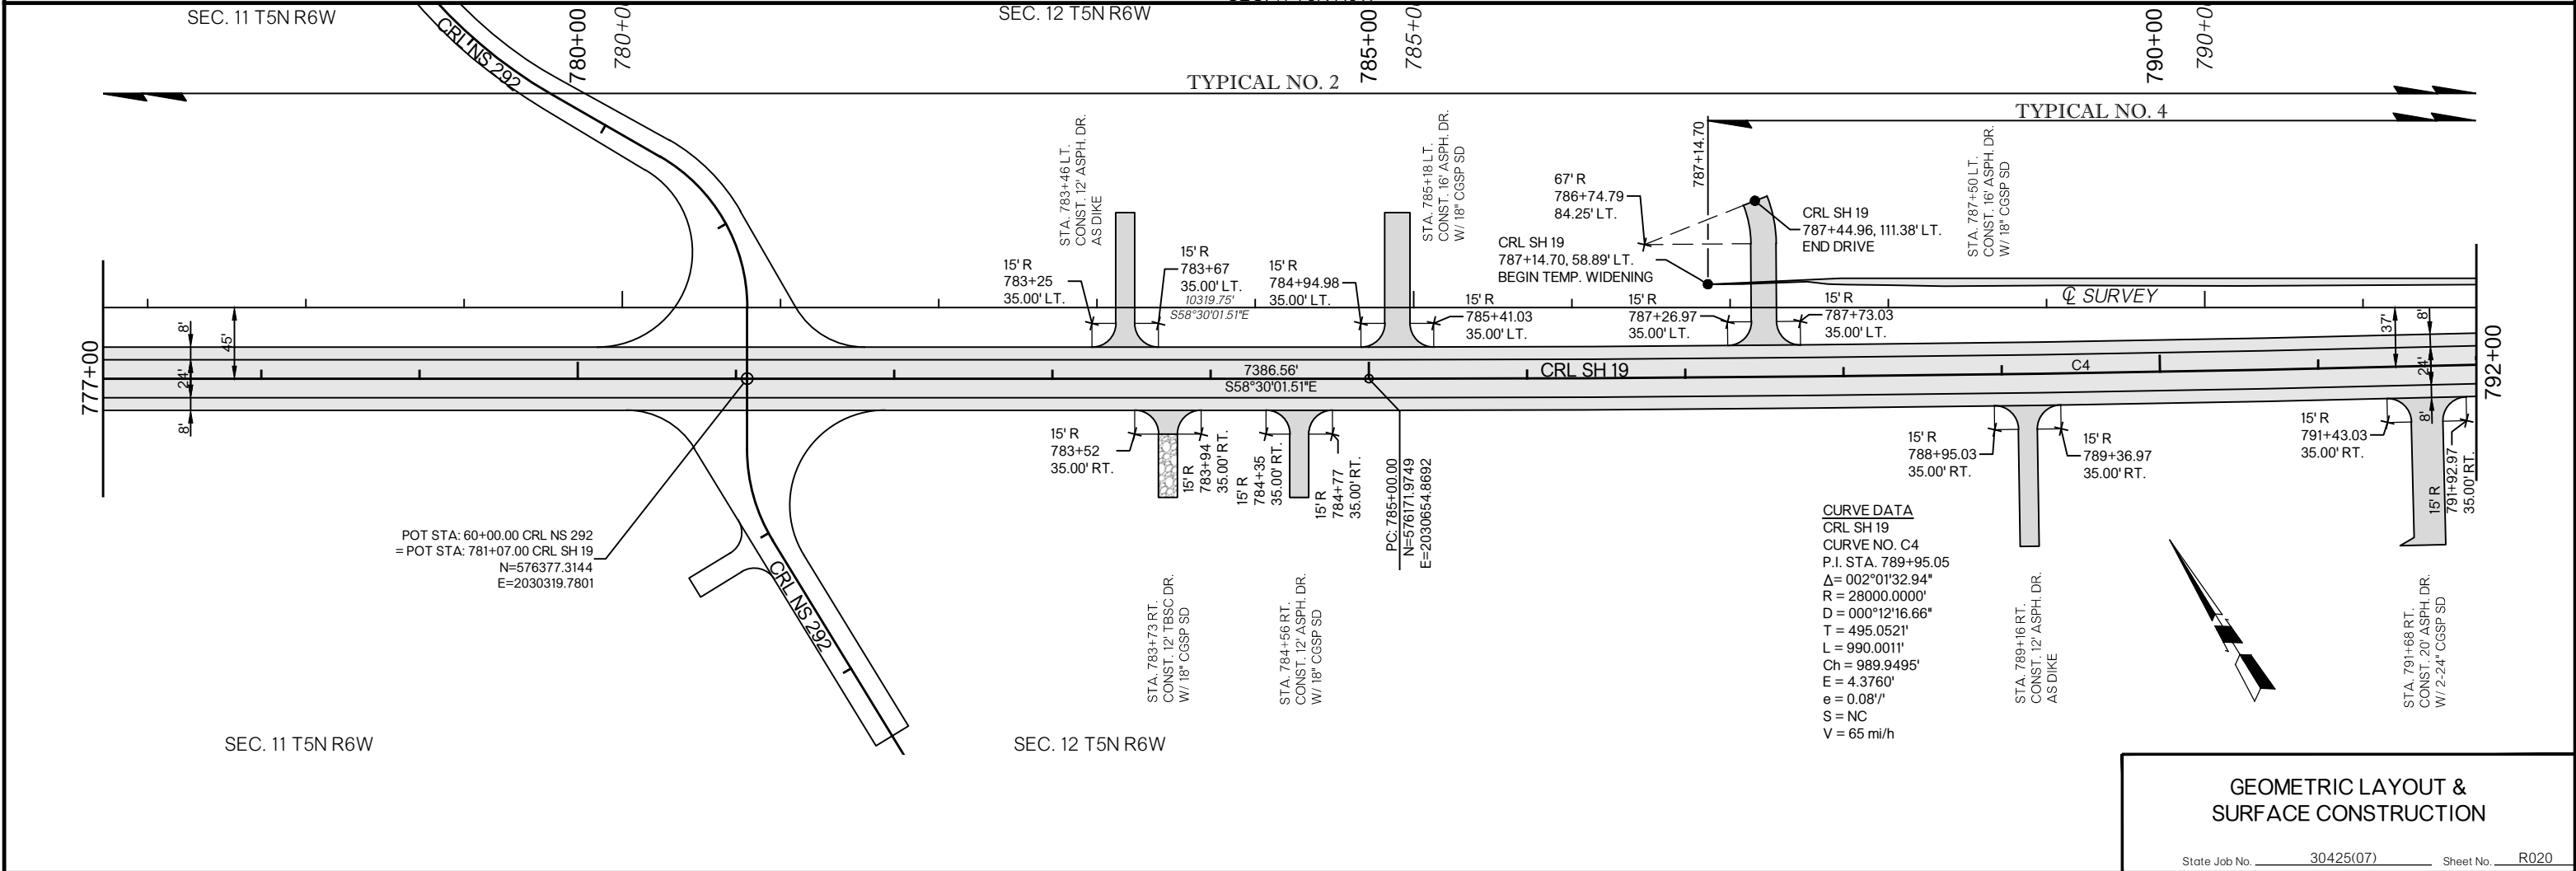 SEC. 11 T5N R6W
SEC. 12 T5N R6W
780+00
785+00
785+0
790+00
CRL NS 292
TYPICAL NO. 2
TYPICAL NO. 4
787+14.70
STA. 783+46 LT.
CONST. 12' ASPH. DR.
AS DIKE
STA. 785+18 LT.
CONST. 16' ASPH. DR.
W/ 18" CGSP SD
STA. 787+50 LT.
CONST. 16' ASPH. DR.
W/ 18" CGSP SD
67' R
786+74.79
84.25' LT.
CRL SH 19
787+44.96, 111.38' LT.
END DRIVE
CRL SH 19
787+14.70, 58.89' LT.
BEGIN TEMP. WIDENING
15' R
783+25
35.00' LT.
15' R
783+67
35.00' LT.
10319.75'
S58°30'01.51"E
15' R
784+94.98
35.00' LT.
15' R
785+41.03
35.00' LT.
15' R
787+26.97
35.00' LT.
15' R
787+73.03
35.00' LT.
℄ SURVEY
777+00
8'
45'
24'
8'
7386.56'
S58°30'01.51"E
CRL SH 19
C4
37'
8'
24'
8'
792+00
15' R
783+52
35.00' RT.
15' R
783+94
35.00' RT.
15' R
784+35
35.00' RT.
15' R
784+77
35.00' RT.
PC: 785+00.00
N=576171.9749
E=2030654.8692
15' R
788+95.03
35.00' RT.
15' R
789+36.97
35.00' RT.
15' R
791+43.03
35.00' RT.
15' R
791+92.97
35.00' RT.
POT STA: 60+00.00 CRL NS 292
= POT STA: 781+07.00 CRL SH 19
N=576377.3144
E=2030319.7801
CRL NS 292
STA. 783+73 RT.
CONST. 12' TBSC DR.
W/ 18" CGSP SD
STA. 784+56 RT.
CONST. 12' ASPH. DR.
W/ 18" CGSP SD
CURVE DATA
CRL SH 19
CURVE NO. C4
P.I. STA. 789+95.05
Δ= 002°01'32.94"
R = 28000.0000'
D = 000°12'16.66"
T = 495.0521'
L = 990.0011'
Ch = 989.9495'
E = 4.3760'
e = 0.08'/'
S = NC
V = 65 mi/h
STA. 789+16 RT.
CONST. 12' ASPH. DR.
AS DIKE
STA. 791+68 RT.
CONST. 20' ASPH. DR.
W/ 2-24" CGSP SD
SEC. 11 T5N R6W
SEC. 12 T5N R6W
GEOMETRIC LAYOUT &
SURFACE CONSTRUCTION
State Job No. 30425(07) Sheet No. R020